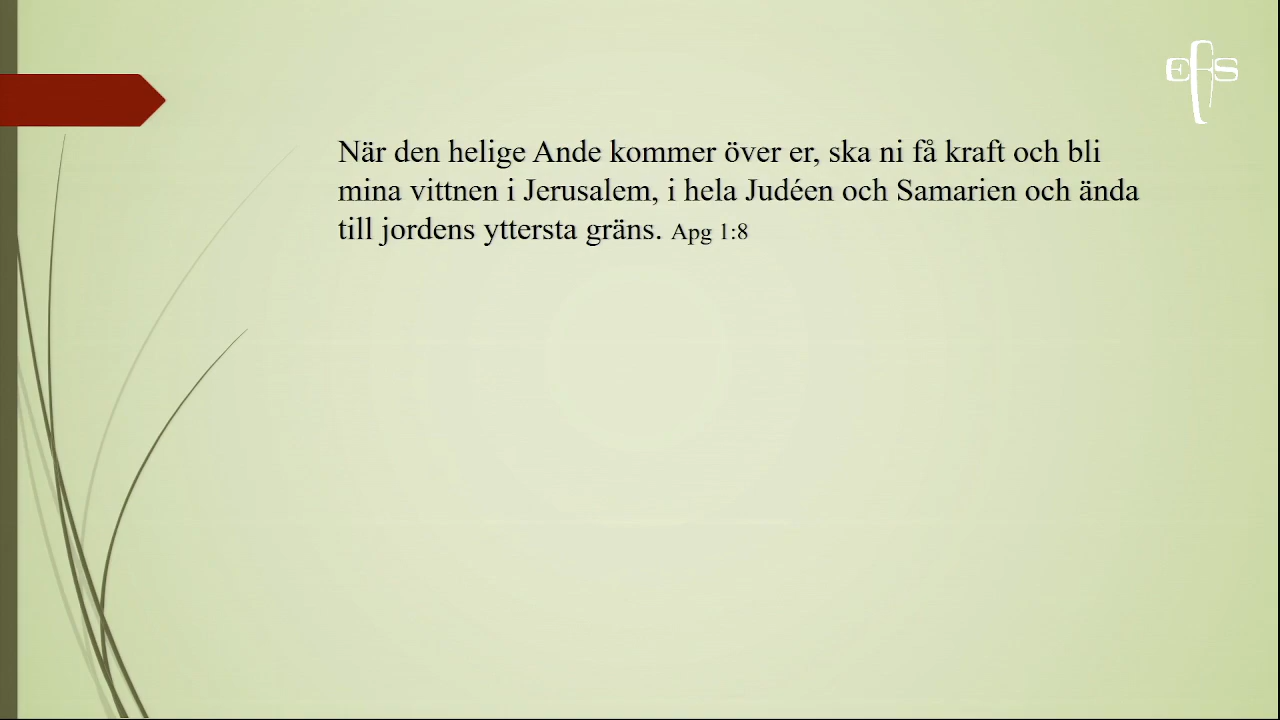 EFS
När den helige Ande kommer över er, ska ni få kraft och bli
mina vittnen i Jerusalem, i hela Judéen och Samarien och ända
till jordens yttersta gräns. Apg 1:8